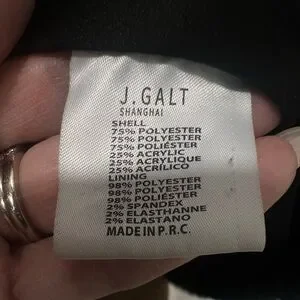 J.GALT
SHANGHAI
SHELL
75% POLYESTER
75% POLYESTER
75% POLIÉSTER
25% ACRYLIC
25% ACRYLIQUE
25% ACRÍLICO
LINING
98% POLYESTER
98% POLYESTER
98% POLIÉSTER
2% SPANDEX
2% ELASTHANNE
2% ELASTANO
MADE IN P.R.C.